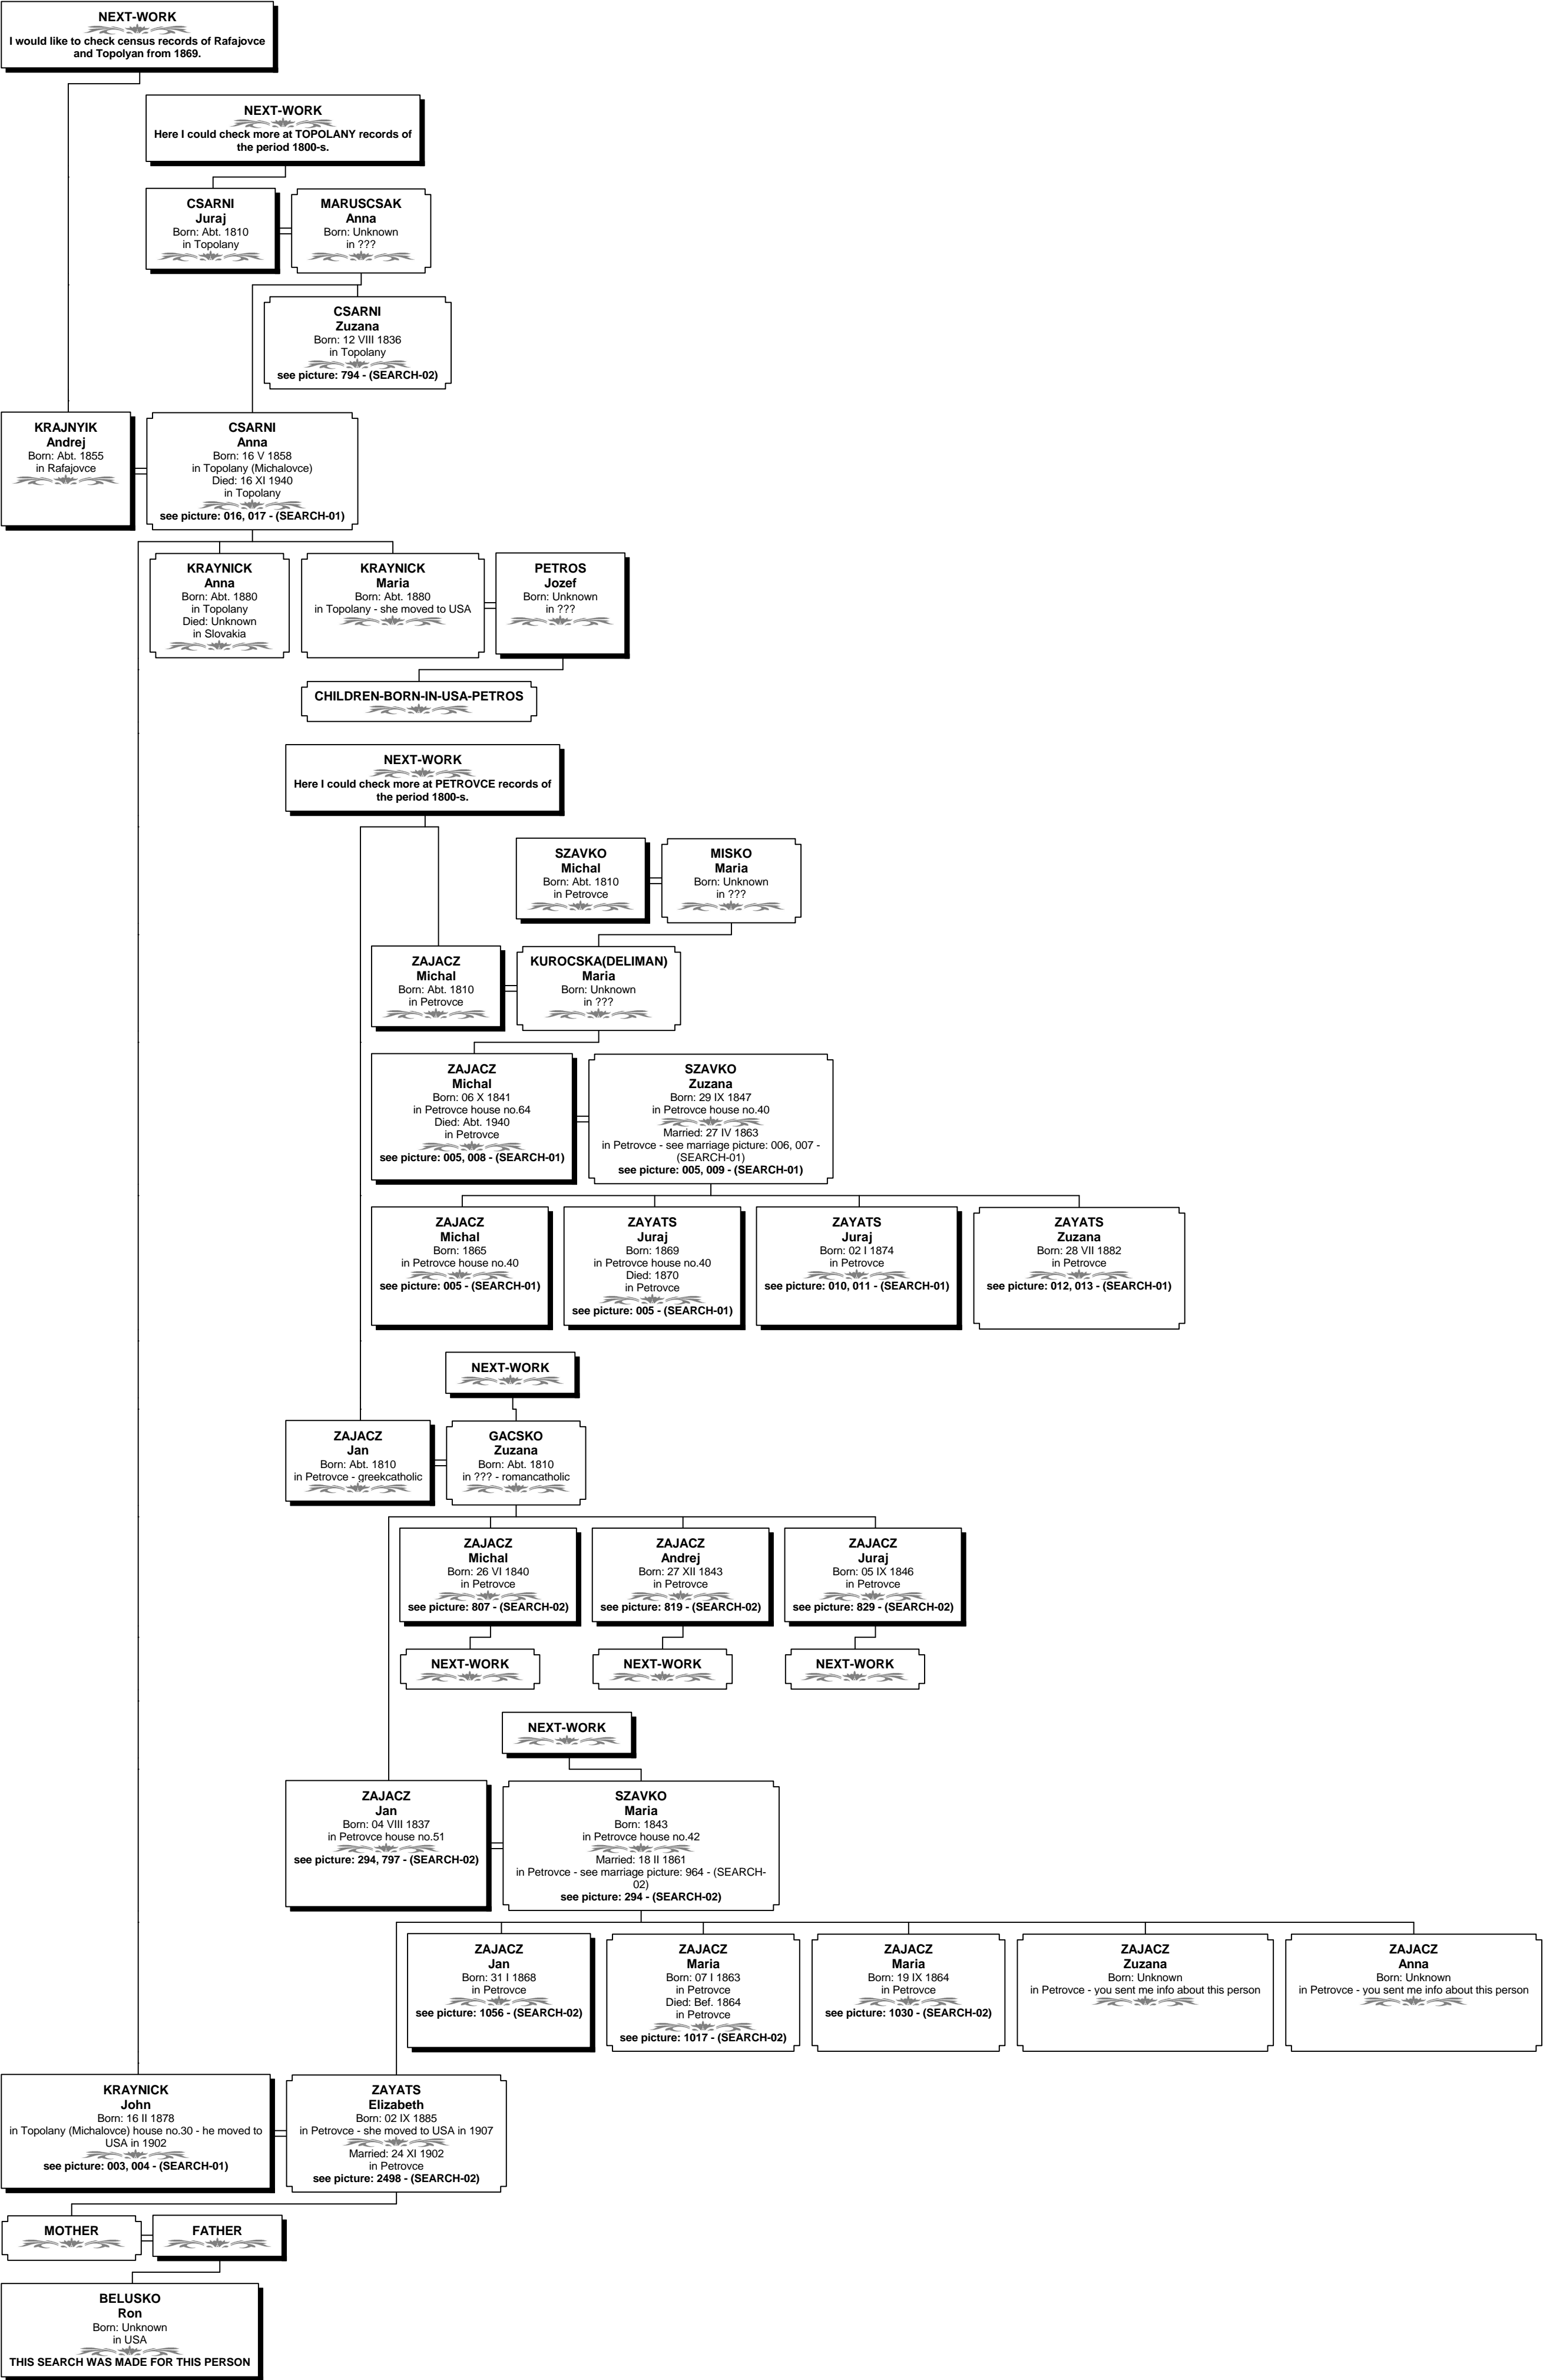 NEXT-WORK
I would like to check census records of Rafajovce
and Topolyan from 1869.
NEXT-WORK
Here I could check more at TOPOLANY records of
the period 1800-s.
CSARNI
Juraj
Born: Abt. 1810
in Topolany
MARUSCSAK
Anna
Born: Unknown
in ???
CSARNI
Zuzana
Born: 12 VIII 1836
in Topolany
see picture: 794 - (SEARCH-02)
KRAJNYIK
Andrej
Born: Abt. 1855
in Rafajovce
CSARNI
Anna
Born: 16 V 1858
in Topolany (Michalovce)
Died: 16 XI 1940
in Topolany
see picture: 016, 017 - (SEARCH-01)
KRAYNICK
Anna
Born: Abt. 1880
in Topolany
Died: Unknown
in Slovakia
KRAYNICK
Maria
Born: Abt. 1880
in Topolany - she moved to USA
PETROS
Jozef
Born: Unknown
in ???
CHILDREN-BORN-IN-USA-PETROS
NEXT-WORK
Here I could check more at PETROVCE records of
the period 1800-s.
SZAVKO
Michal
Born: Abt. 1810
in Petrovce
MISKO
Maria
Born: Unknown
in ???
ZAJACZ
Michal
Born: Abt. 1810
in Petrovce
KUROCSKA(DELIMAN)
Maria
Born: Unknown
in ???
ZAJACZ
Michal
Born: 06 X 1841
in Petrovce house no.64
Died: Abt. 1940
in Petrovce
see picture: 005, 008 - (SEARCH-01)
SZAVKO
Zuzana
Born: 29 IX 1847
in Petrovce house no.40
Married: 27 IV 1863
in Petrovce - see marriage picture: 006, 007 -
(SEARCH-01)
see picture: 005, 009 - (SEARCH-01)
ZAJACZ
Michal
Born: 1865
in Petrovce house no.40
see picture: 005 - (SEARCH-01)
ZAYATS
Juraj
Born: 1869
in Petrovce house no.40
Died: 1870
in Petrovce
see picture: 005 - (SEARCH-01)
ZAYATS
Juraj
Born: 02 I 1874
in Petrovce
see picture: 010, 011 - (SEARCH-01)
ZAYATS
Zuzana
Born: 28 VII 1882
in Petrovce
see picture: 012, 013 - (SEARCH-01)
NEXT-WORK
ZAJACZ
Jan
Born: Abt. 1810
in Petrovce - greekcatholic
GACSKO
Zuzana
Born: Abt. 1810
in ??? - romancatholic
ZAJACZ
Michal
Born: 26 VI 1840
in Petrovce
see picture: 807 - (SEARCH-02)
ZAJACZ
Andrej
Born: 27 XII 1843
in Petrovce
see picture: 819 - (SEARCH-02)
ZAJACZ
Juraj
Born: 05 IX 1846
in Petrovce
see picture: 829 - (SEARCH-02)
NEXT-WORK
NEXT-WORK
NEXT-WORK
NEXT-WORK
ZAJACZ
Jan
Born: 04 VIII 1837
in Petrovce house no.51
see picture: 294, 797 - (SEARCH-02)
SZAVKO
Maria
Born: 1843
in Petrovce house no.42
Married: 18 II 1861
in Petrovce - see marriage picture: 964 - (SEARCH-
02)
see picture: 294 - (SEARCH-02)
ZAJACZ
Jan
Born: 31 I 1868
in Petrovce
see picture: 1056 - (SEARCH-02)
ZAJACZ
Maria
Born: 07 I 1863
in Petrovce
Died: Bef. 1864
in Petrovce
see picture: 1017 - (SEARCH-02)
ZAJACZ
Maria
Born: 19 IX 1864
in Petrovce
see picture: 1030 - (SEARCH-02)
ZAJACZ
Zuzana
Born: Unknown
in Petrovce - you sent me info about this person
ZAJACZ
Anna
Born: Unknown
in Petrovce - you sent me info about this person
KRAYNICK
John
Born: 16 II 1878
in Topolany (Michalovce) house no.30 - he moved to
USA in 1902
see picture: 003, 004 - (SEARCH-01)
ZAYATS
Elizabeth
Born: 02 IX 1885
in Petrovce - she moved to USA in 1907
Married: 24 XI 1902
in Petrovce
see picture: 2498 - (SEARCH-02)
MOTHER
FATHER
BELUSKO
Ron
Born: Unknown
in USA
THIS SEARCH WAS MADE FOR THIS PERSON